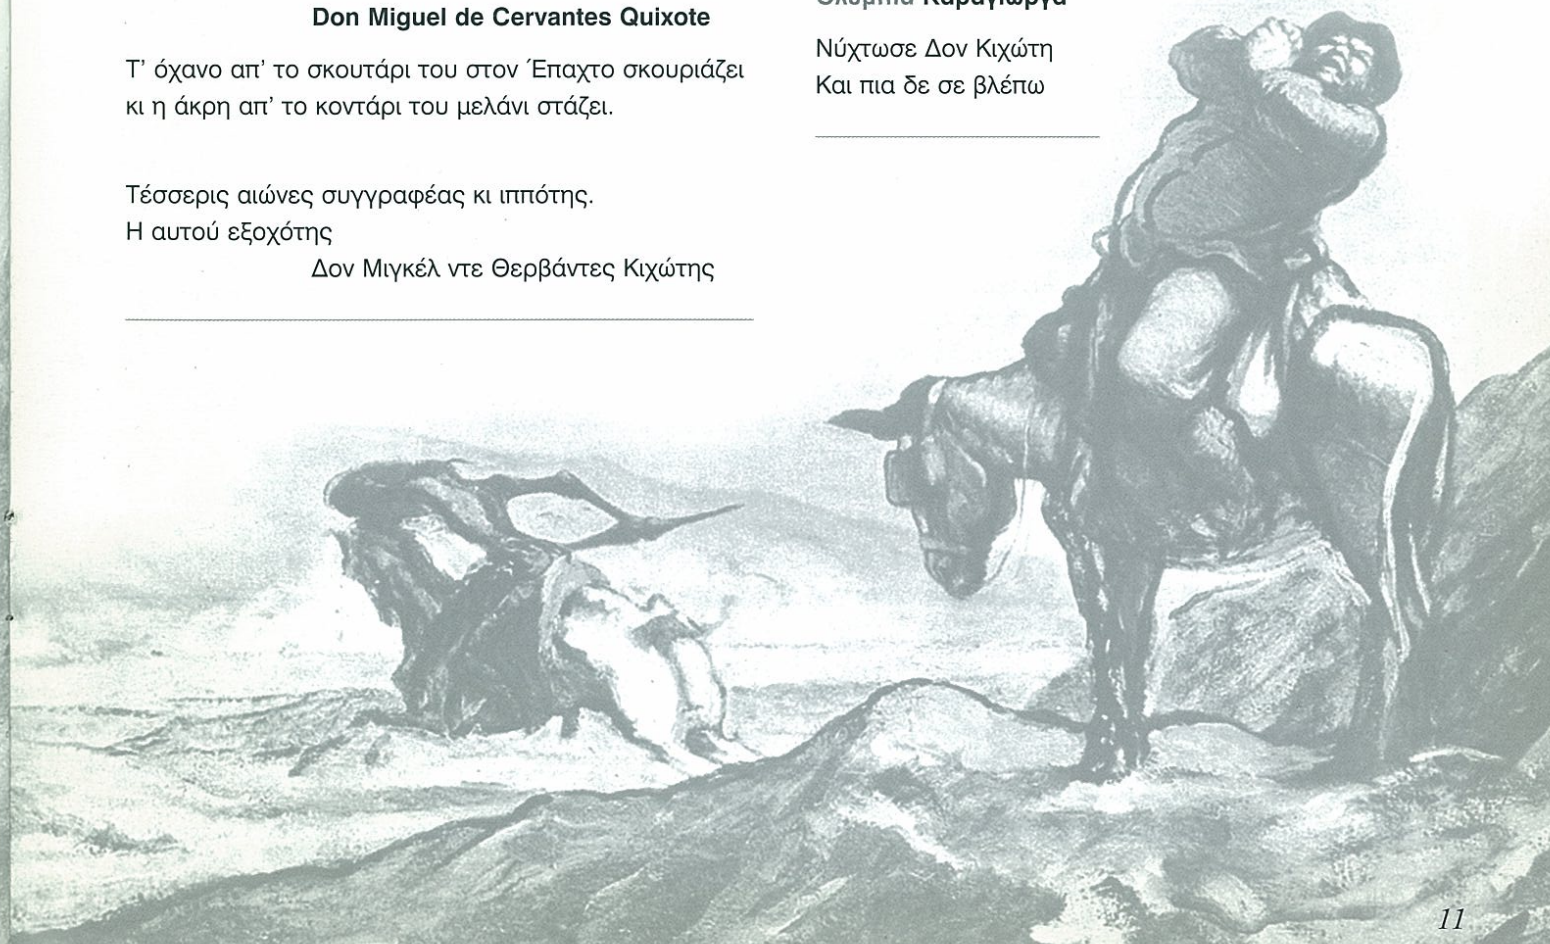 Don Miguel de Cervantes Quixote
Τ’ όχανο απ’ το σκουτάρι του στον Έπαχτο σκουριάζει
κι η άκρη απ’ το κοντάρι του μελάνι στάζει.
Τέσσερις αιώνες συγγραφέας κι ιππότης.
Η αυτού εξοχότης
Δον Μιγκέλ ντε Θερβάντες Κιχώτης
Ολυμπία Καράγιωργα
Νύχτωσε Δον Κιχώτη
Και πια δε σε βλέπω
11